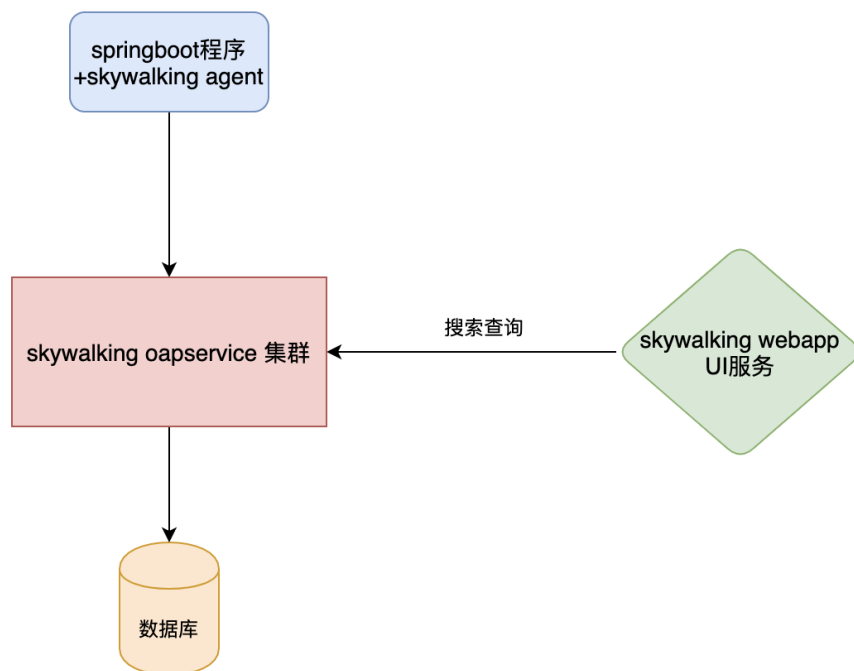 springboot程序
+skywalking agent
skywalking oapservice 集群
搜索查询
skywalking webapp
UI服务
数据库